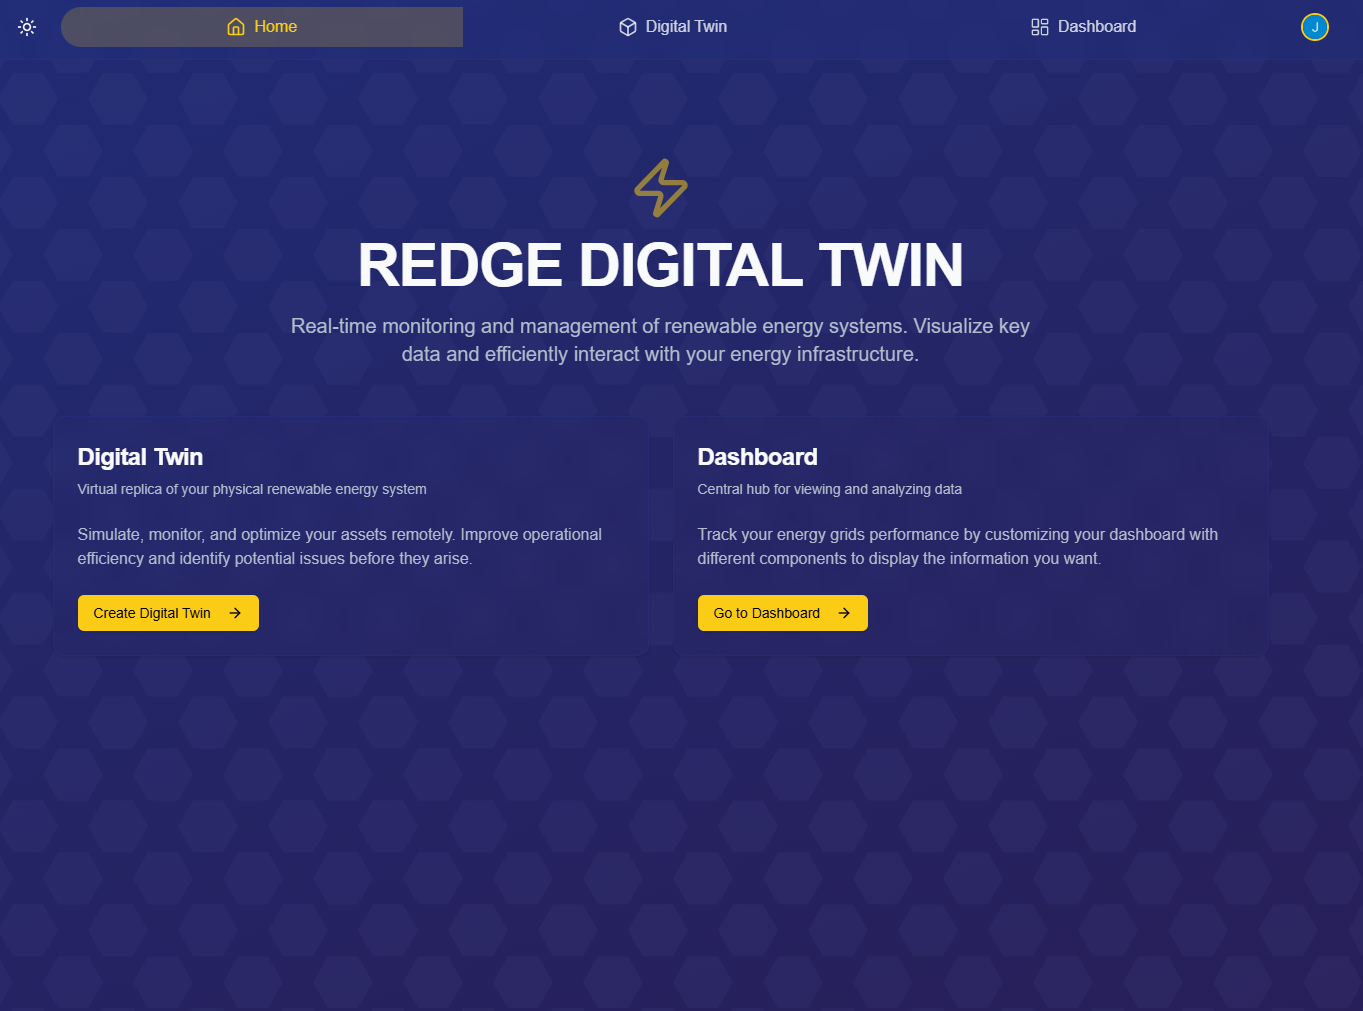 Home
Digital Twin
Dashboard
J
REDGE DIGITAL TWIN
Real-time monitoring and management of renewable energy systems. Visualize key
data and efficiently interact with your energy infrastructure.
Digital Twin
Virtual replica of your physical renewable energy system
Simulate, monitor, and optimize your assets remotely. Improve operational
efficiency and identify potential issues before they arise.
Create Digital Twin
Dashboard
Central hub for viewing and analyzing data
Track your energy grids performance by customizing your dashboard with
different components to display the information you want.
Go to Dashboard